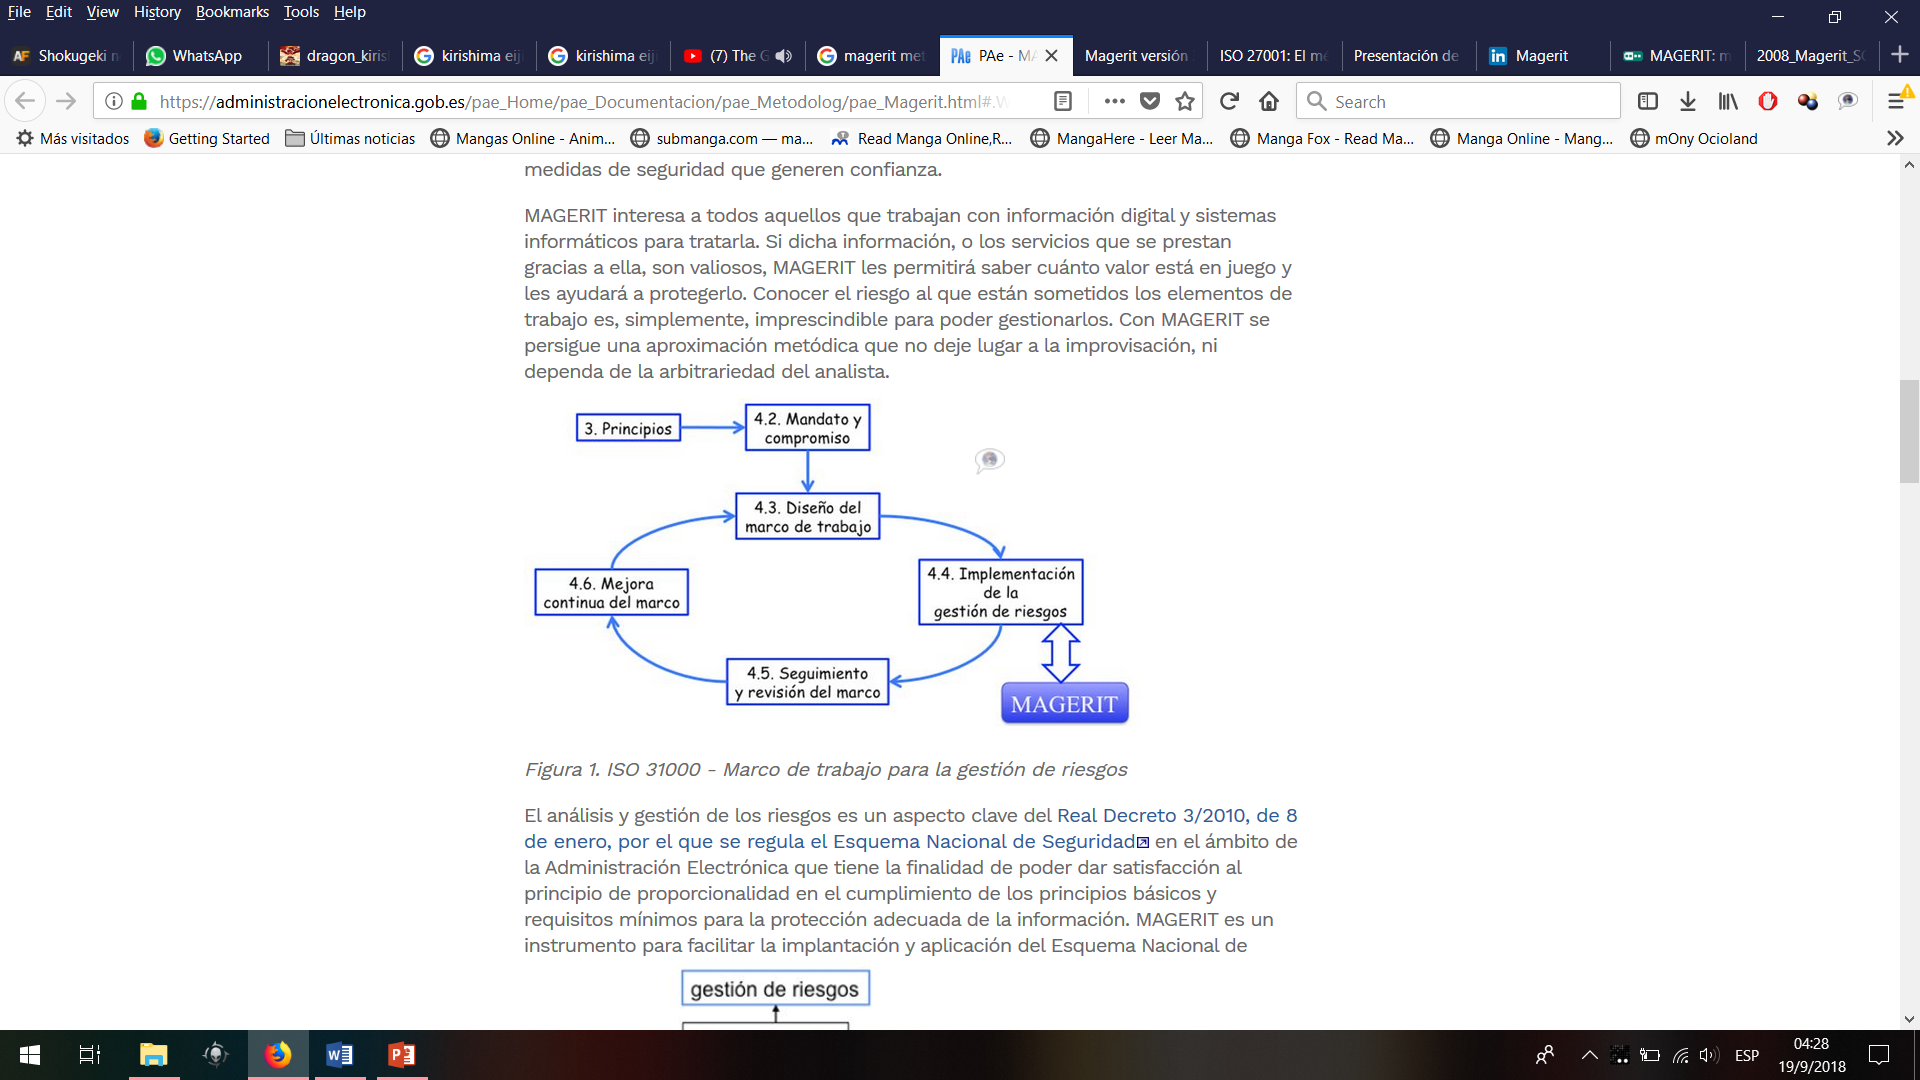 File Edit View History Bookmarks Tools Help
Shokugeki n
WhatsApp
dragon_kiris
kirishima eiji
kirishima eiji
(7) The G
magerit met
PAe - MA
Magerit versión
ISO 27001: El mé
Presentación de
Magerit
MAGERIT: m
2008_Magerit_SO
https://administracionelectronica.gob.es/pae_Home/pae_Documentacion/pae_Metodolog/pae_Magerit.html#.W
Search
Más visitados
Getting Started
Últimas noticias
Mangas Online - Anim...
submanga.com — ma...
Read Manga Online,R...
MangaHere - Leer Ma...
Manga Fox - Read Ma...
Manga Online - Mang...
mOny Ocioland
medidas de seguridad que generen confianza.
MAGERIT interesa a todos aquellos que trabajan con información digital y sistemas
informáticos para tratarla. Si dicha información, o los servicios que se prestan
gracias a ella, son valiosos, MAGERIT les permitirá saber cuánto valor está en juego y
les ayudará a protegerlo. Conocer el riesgo al que están sometidos los elementos de
trabajo es, simplemente, imprescindible para poder gestionarlos. Con MAGERIT se
persigue una aproximación metódica que no deje lugar a la improvisación, ni
dependa de la arbitrariedad del analista.
3. Principios
4.2. Mandato y
compromiso
4.3. Diseño del
marco de trabajo
4.4. Implementación
de la
gestión de riesgos
4.6. Mejora
continua del marco
4.5. Seguimiento
y revisión del marco
MAGERIT
Figura 1. ISO 31000 - Marco de trabajo para la gestión de riesgos
El análisis y gestión de los riesgos es un aspecto clave del Real Decreto 3/2010, de 8
de enero, por el que se regula el Esquema Nacional de Seguridad en el ámbito de
la Administración Electrónica que tiene la finalidad de poder dar satisfacción al
principio de proporcionalidad en el cumplimiento de los principios básicos y
requisitos mínimos para la protección adecuada de la información. MAGERIT es un
instrumento para facilitar la implantación y aplicación del Esquema Nacional de
gestión de riesgos
ESP
04:28
19/9/2018